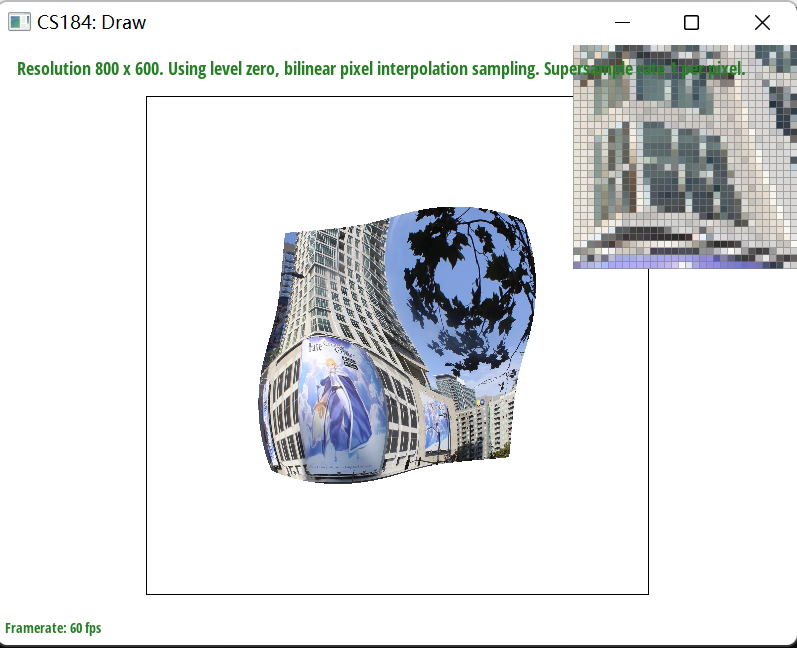 CS184: Draw
Resolution 800 x 600. Using level zero, bilinear pixel interpolation sampling. Supersample rate 1 per pixel.
Framerate: 60 fps